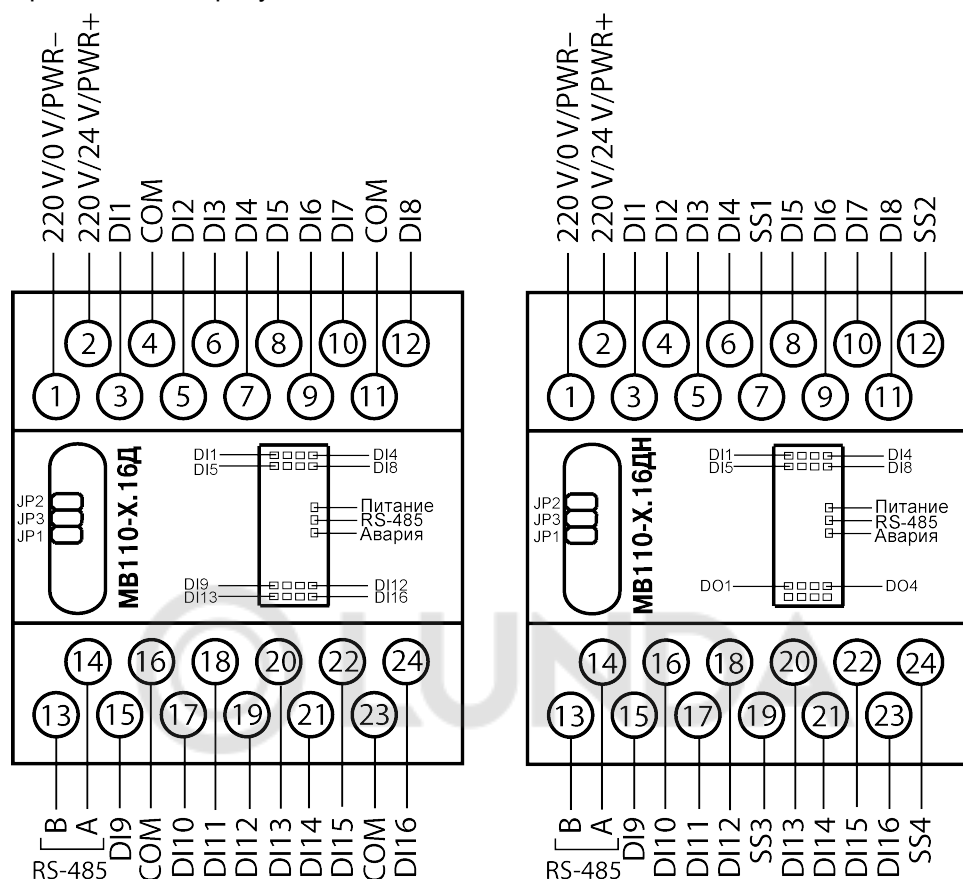 220 V/0 V/PWR–
220 V/24 V/PWR+
DI1
COM
DI2
DI3
DI4
DI5
DI6
DI7
COM
DI8
2
4
6
8
10
12
1
3
5
7
9
11
JP2
JP3
JP1
МВ110-Х.16Д
DI1
DI4
DI5
DI8
Питание
RS-485
Авария
DI9
DI12
DI13
DI16
14
16
18
20
22
24
13
15
17
19
21
23
B
A
RS-485
DI9
COM
DI10
DI11
DI12
DI13
DI14
DI15
COM
DI16
220 V/0 V/PWR–
220 V/24 V/PWR+
DI1
DI2
DI3
DI4
SS1
DI5
DI6
DI7
DI8
SS2
2
4
6
8
10
12
1
3
5
7
9
11
JP2
JP3
JP1
МВ110-Х.16ДН
DI1
DI4
DI5
DI8
Питание
RS-485
Авария
DO1
DO4
14
16
18
20
22
24
13
15
17
19
21
23
B
A
RS-485
DI9
DI10
DI11
DI12
SS3
DI13
DI14
DI15
DI16
SS4
LUNDA